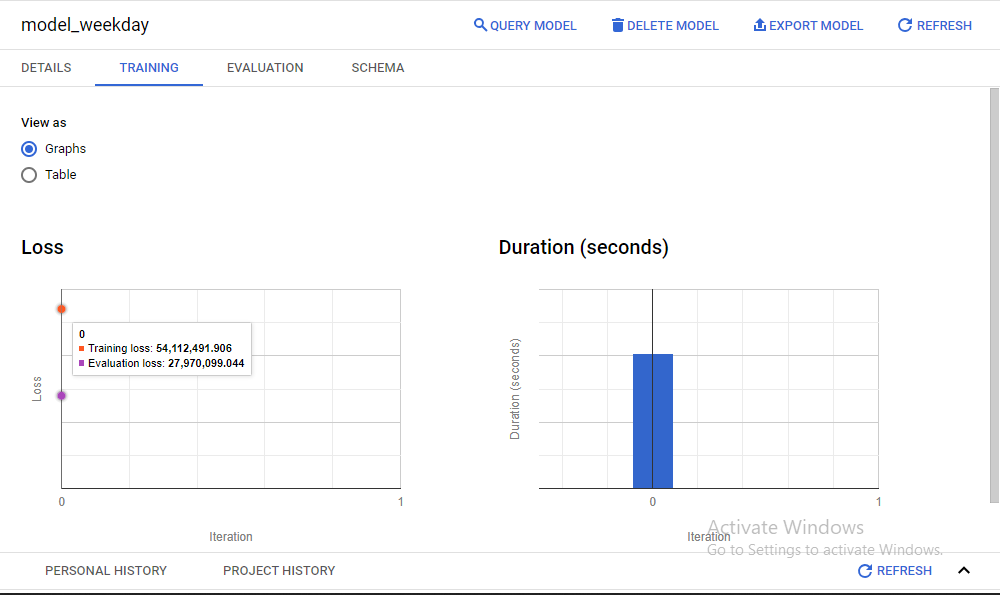 model_weekday
QUERY MODEL
DELETE MODEL
EXPORT MODEL
REFRESH
DETAILS
TRAINING
EVALUATION
SCHEMA
View as
Graphs
Table
Loss
Loss
0
Training loss: 54,112,491.906
Evaluation loss: 27,970,099.044
0
1
Iteration
Duration (seconds)
Duration (seconds)
0
1
Iteration
Activate Windows
Go to Settings to activate Windows.
PERSONAL HISTORY
PROJECT HISTORY
REFRESH